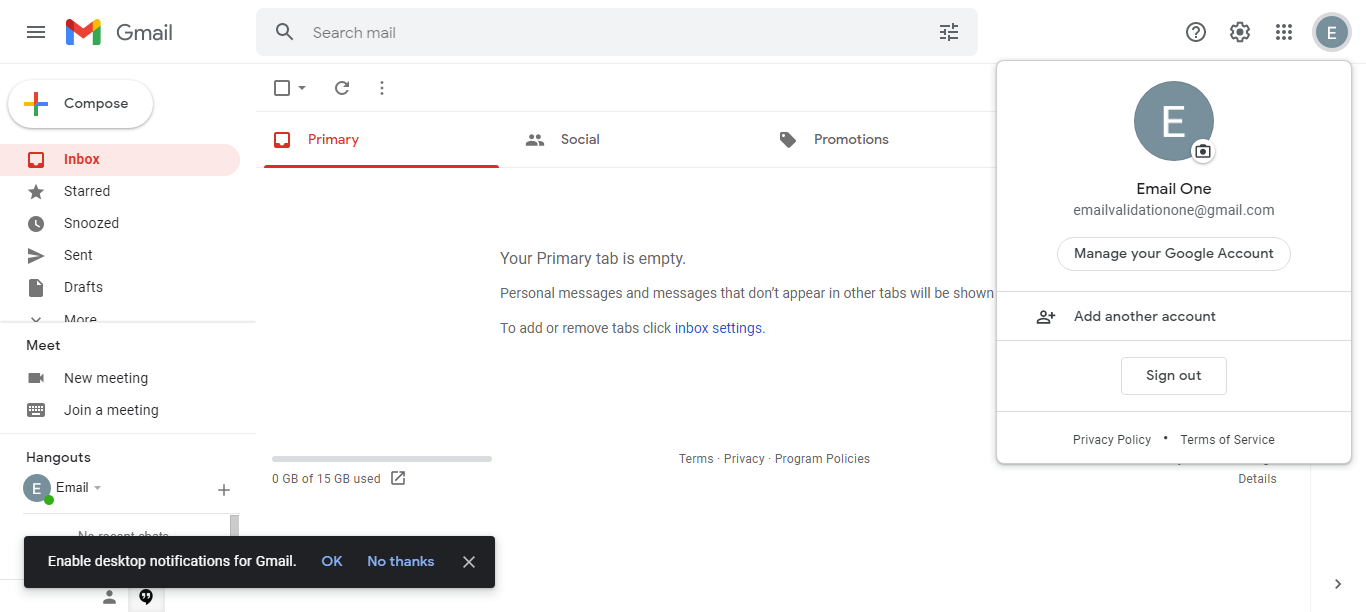 Gmail
Search mail
E
Compose
Inbox
Starred
Snoozed
Sent
Drafts
More
Meet
New meeting
Join a meeting
Hangouts
E Email
No recent chats
Primary
Social
Promotions
Your Primary tab is empty.
Personal messages and messages that don't appear in other tabs will be shown
To add or remove tabs click inbox settings.
0 GB of 15 GB used
Terms · Privacy · Program Policies
Details
E
Email One
emailvalidationone@gmail.com
Manage your Google Account
Add another account
Sign out
Privacy Policy • Terms of Service
Enable desktop notifications for Gmail. OK No thanks